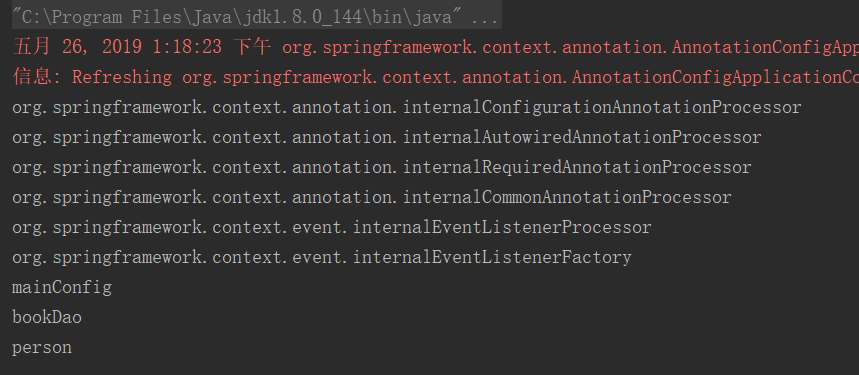 "C:\Program Files\Java\jdk1.8.0_144\bin\java" ...
五月 26, 2019 1:18:23 下午 org.springframework.context.annotation.AnnotationConfigApp
信息: Refreshing org.springframework.context.annotation.AnnotationConfigApplicationCo
org.springframework.context.annotation.internalConfigurationAnnotationProcessor
org.springframework.context.annotation.internalAutowiredAnnotationProcessor
org.springframework.context.annotation.internalRequiredAnnotationProcessor
org.springframework.context.annotation.internalCommonAnnotationProcessor
org.springframework.context.event.internalEventListenerProcessor
org.springframework.context.event.internalEventListenerFactory
mainConfig
bookDao
person